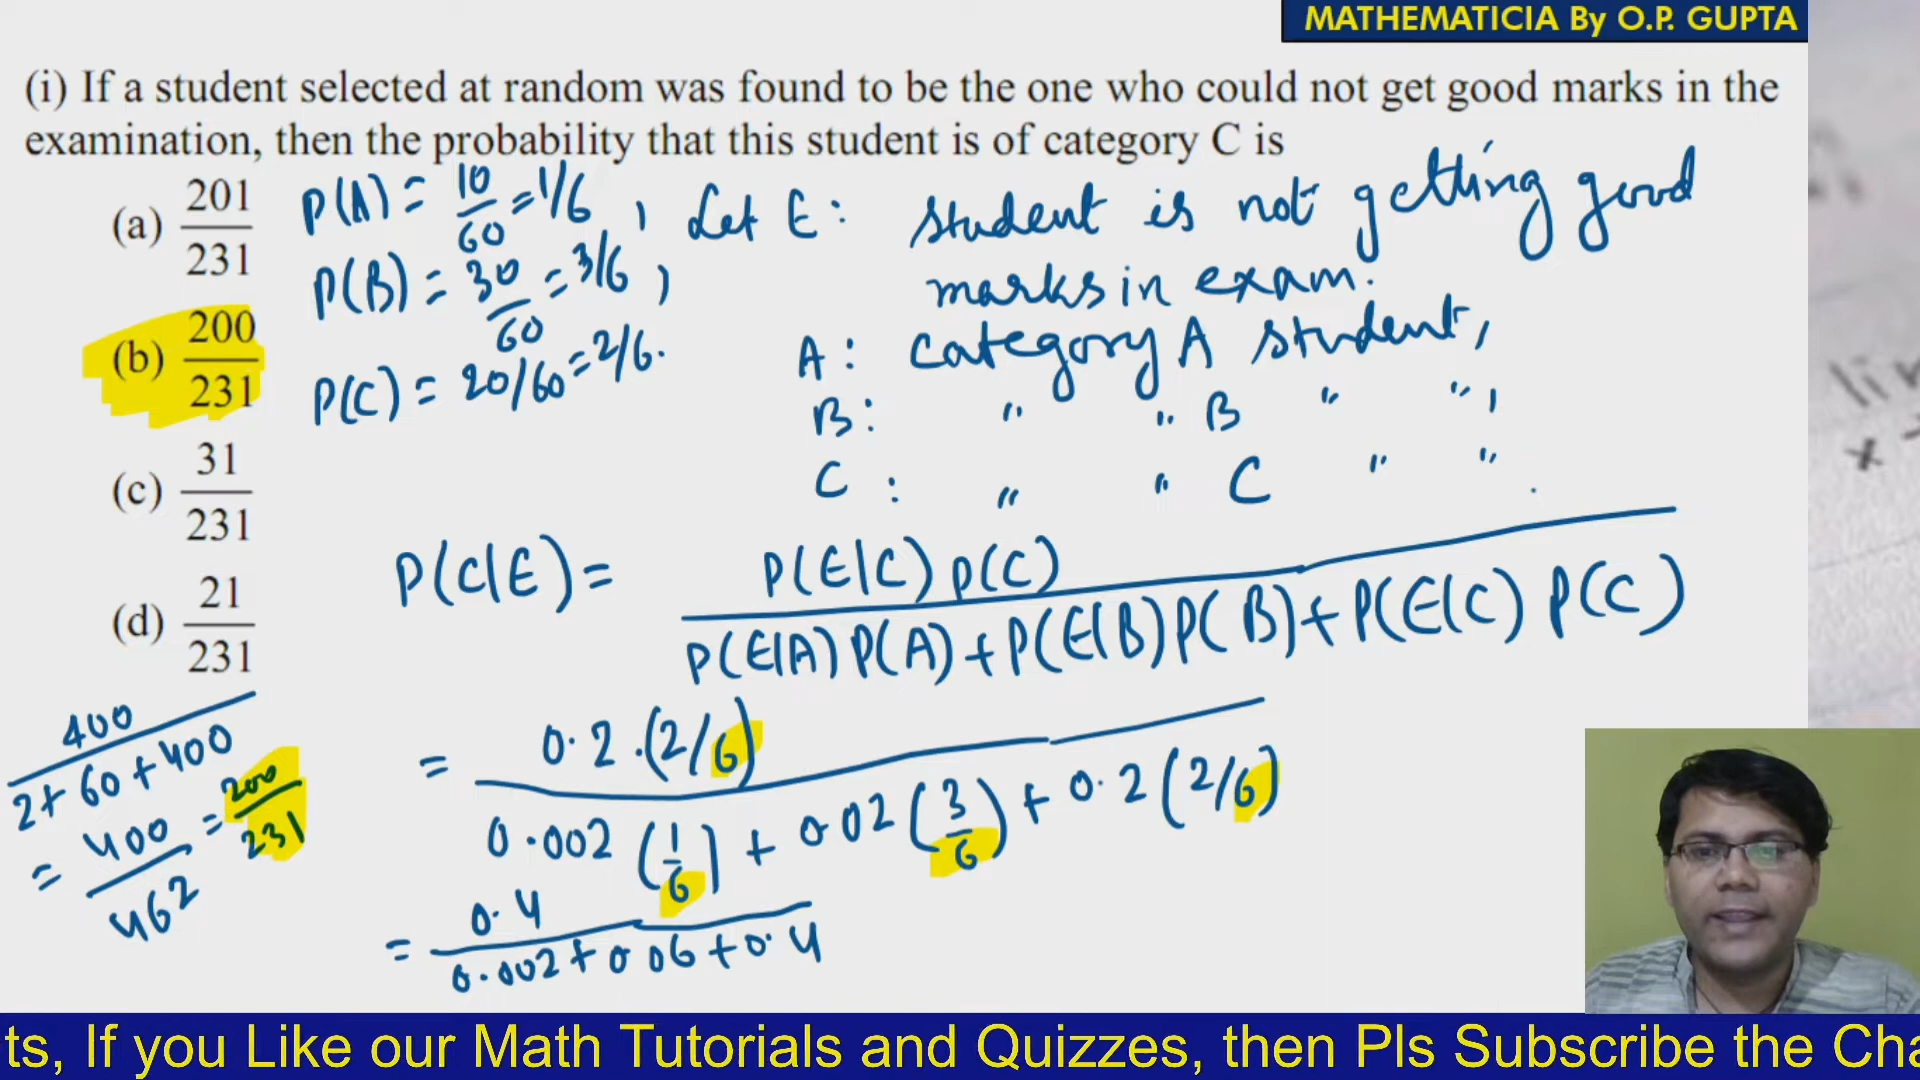 MATHEMATICIA By O.P. GUPTA
(i) If a student selected at random was found to be the one who could not get good marks in the
examination, then the probability that this student is of category C is
(a) 201/231
(b) 200/231
(c) 31/231
(d) 21/231
P(A) = 10/60 = 1/6 ,
P(B) = 30/60 = 3/6 ,
P(C) = 20/60 = 2/6.
Let E : student is not getting good
marks in exam.
A : category A student,
B : " " B " " ,
C : " " C " " .
P(C|E) = P(E|C) P(C) / P(E|A) P(A) + P(E|B) P(B) + P(E|C) P(C)
= 0.2 . (2/6) / 0.002 (1/6) + 0.02 (3/6) + 0.2 (2/6)
= 0.4 / 0.002 + 0.06 + 0.4
400 / 2 + 60 + 400
= 400/462 = 200/231
lin
x
ts, If you Like our Math Tutorials and Quizzes, then Pls Subscribe the Cha